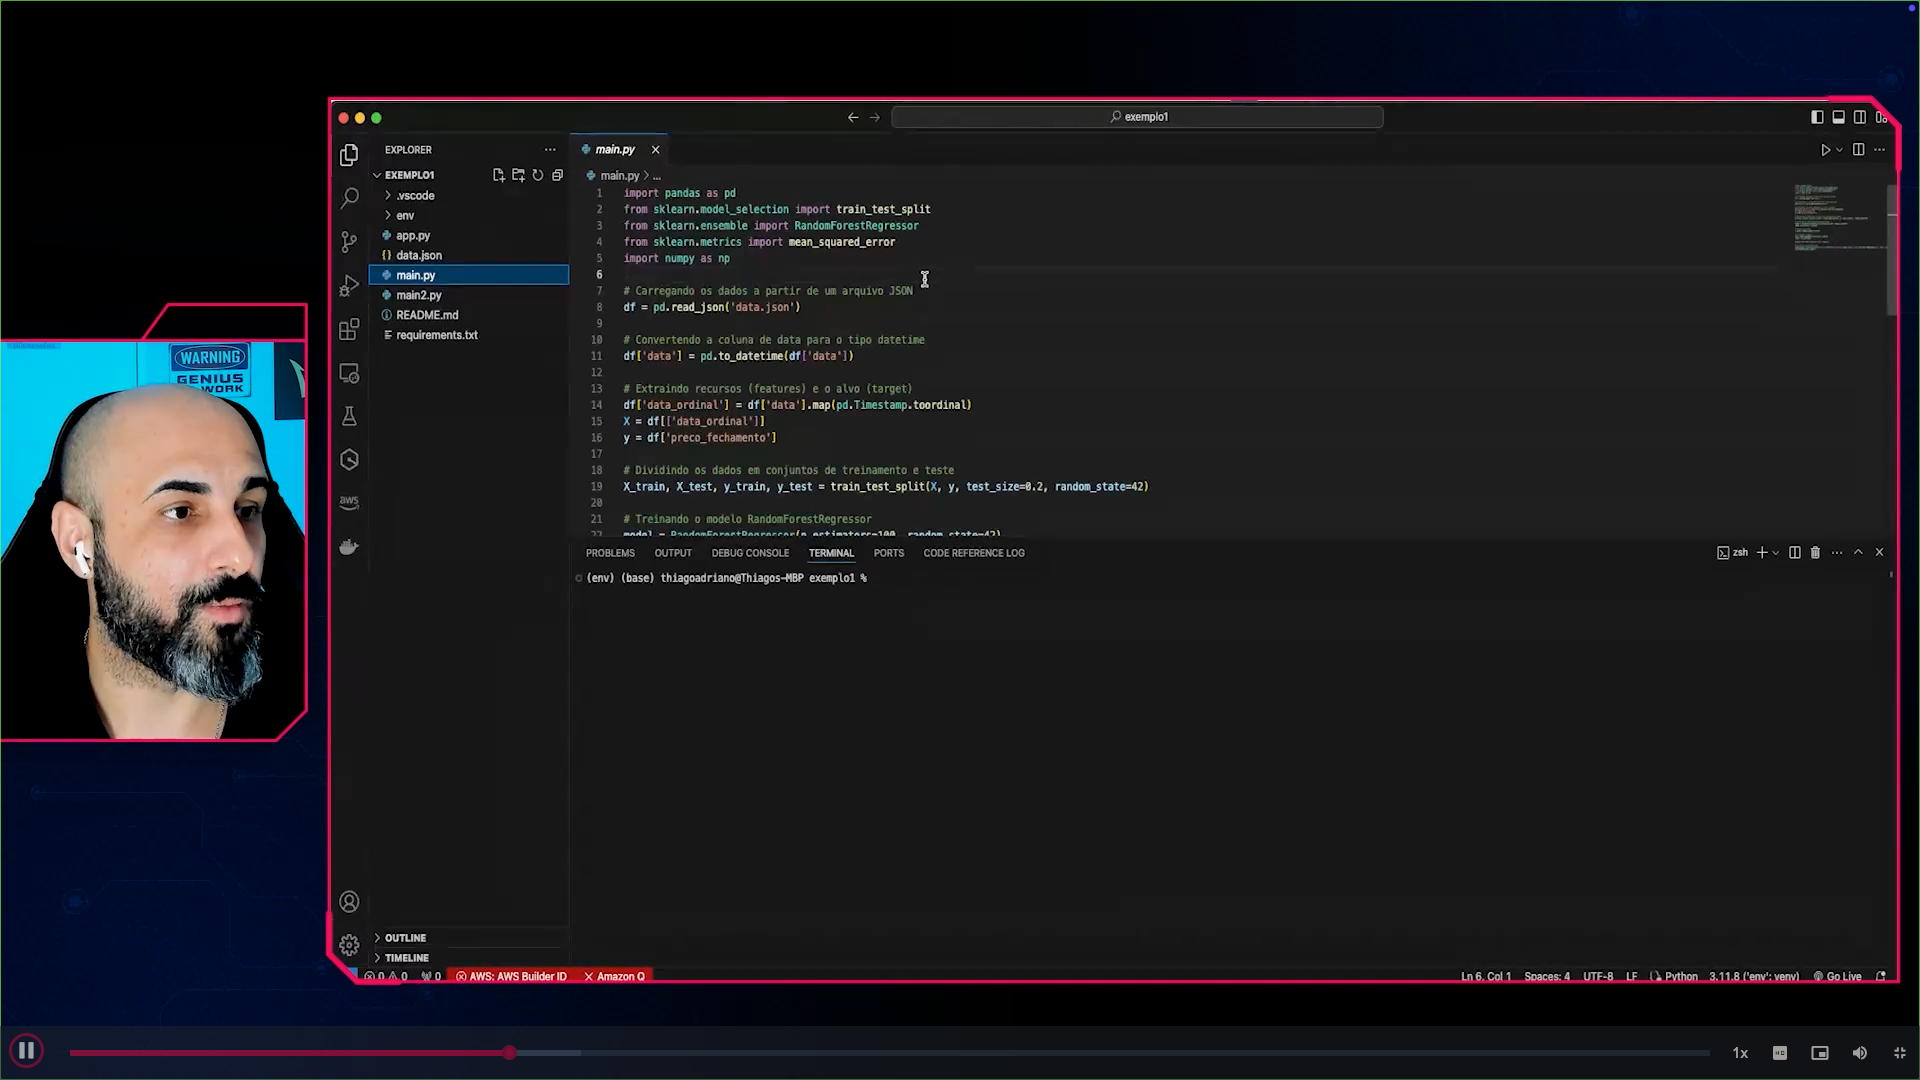 exemplo1
EXPLORER
EXEMPLO1
.vscode
env
app.py
data.json
main.py
main2.py
README.md
requirements.txt
OUTLINE
TIMELINE
main.py
main.py > ...
1 import pandas as pd
2 from sklearn.model_selection import train_test_split
3 from sklearn.ensemble import RandomForestRegressor
4 from sklearn.metrics import mean_squared_error
5 import numpy as np
6
7 # Carregando os dados a partir de um arquivo JSON
8 df = pd.read_json('data.json')
9
10 # Convertendo a coluna de data para o tipo datetime
11 df['data'] = pd.to_datetime(df['data'])
12
13 # Extraindo recursos (features) e o alvo (target)
14 df['data_ordinal'] = df['data'].map(pd.Timestamp.toordinal)
15 X = df[['data_ordinal']]
16 y = df['preco_fechamento']
17
18 # Dividindo os dados em conjuntos de treinamento e teste
19 X_train, X_test, y_train, y_test = train_test_split(X, y, test_size=0.2, random_state=42)
20
21 # Treinando o modelo RandomForestRegressor
22 model = RandomForestRegressor(n_estimators=100, random_state=42)
PROBLEMS OUTPUT DEBUG CONSOLE TERMINAL PORTS CODE REFERENCE LOG
zsh
(env) (base) thiagoadriano@Thiagos-MBP exemplo1 %
aws
WARNING
GENIUS
WORK
0 0 0 AWS: AWS Builder ID Amazon Q
Ln 6, Col 1 Spaces: 4 UTF-8 LF Python 3.11.8 ('env': venv) Go Live
1x